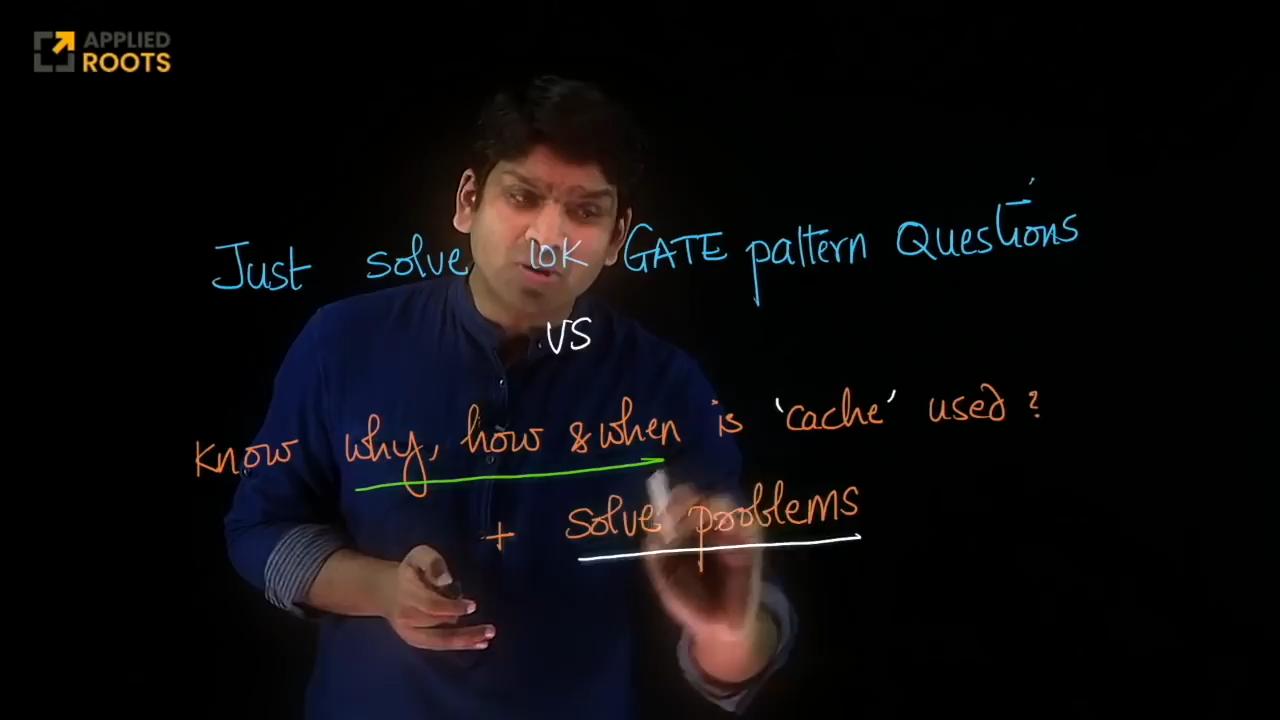 APPLIED
ROOTS
Just solve 10K GATE pattern Questions
VS
Know why, how & when is 'cache' used?
+ solve problems